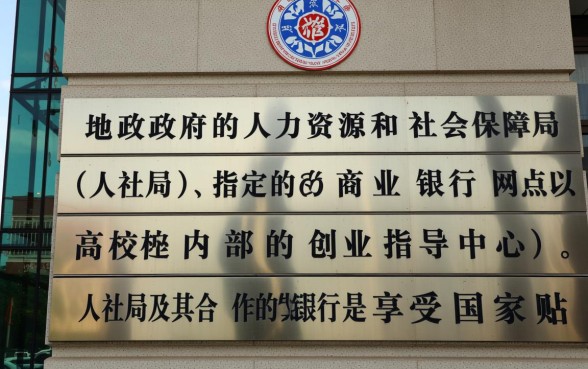 地政政府的人力资源和 社会保障局
(人社局)、指定的 商业 银行 网点以
高校 内 部 的 创业 指导中心)。
人社局及其合 作的 银行是 享受 国家贴